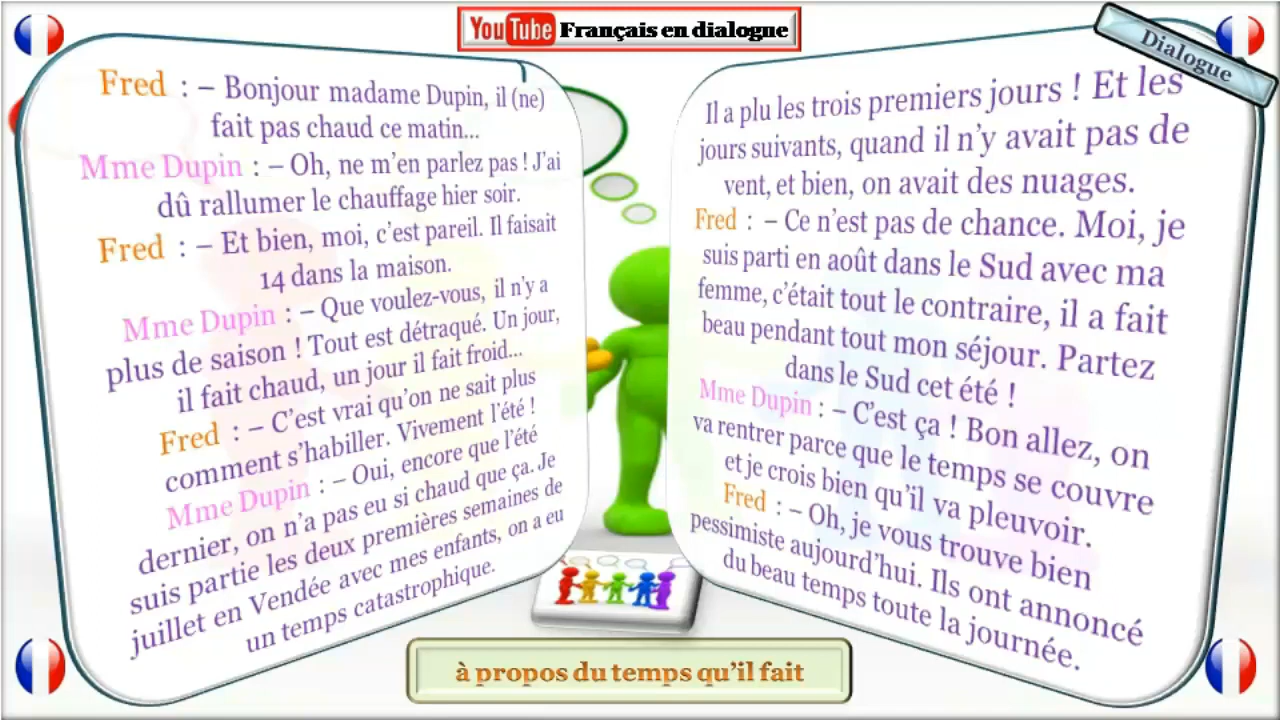 YouTube Français en dialogue
Dialogue
Fred : – Bonjour madame Dupin, il (ne)
fait pas chaud ce matin...
Mme Dupin : – Oh, ne m’en parlez pas ! J’ai
dû rallumer le chauffage hier soir.
Fred : – Et bien, moi, c’est pareil. Il faisait
14 dans la maison.
Mme Dupin : – Que voulez-vous, il n’y a
plus de saison ! Tout est détraqué. Un jour,
il fait chaud, un jour il fait froid...
Fred : – C’est vrai qu’on ne sait plus
comment s’habiller. Vivement l’été !
Mme Dupin : – Oui, encore que l’été
dernier, on n’a pas eu si chaud que ça. Je
suis partie les deux premières semaines de
juillet en Vendée avec mes enfants, on a eu
un temps catastrophique.
Il a plu les trois premiers jours ! Et les
jours suivants, quand il n’y avait pas de
vent, et bien, on avait des nuages.
Fred : – Ce n’est pas de chance. Moi, je
suis parti en août dans le Sud avec ma
femme, c’était tout le contraire, il a fait
beau pendant tout mon séjour. Partez
dans le Sud cet été !
Mme Dupin : – C’est ça ! Bon allez, on
va rentrer parce que le temps se couvre
et je crois bien qu’il va pleuvoir.
Fred : – Oh, je vous trouve bien
pessimiste aujourd’hui. Ils ont annoncé
du beau temps toute la journée.
à propos du temps qu’il fait